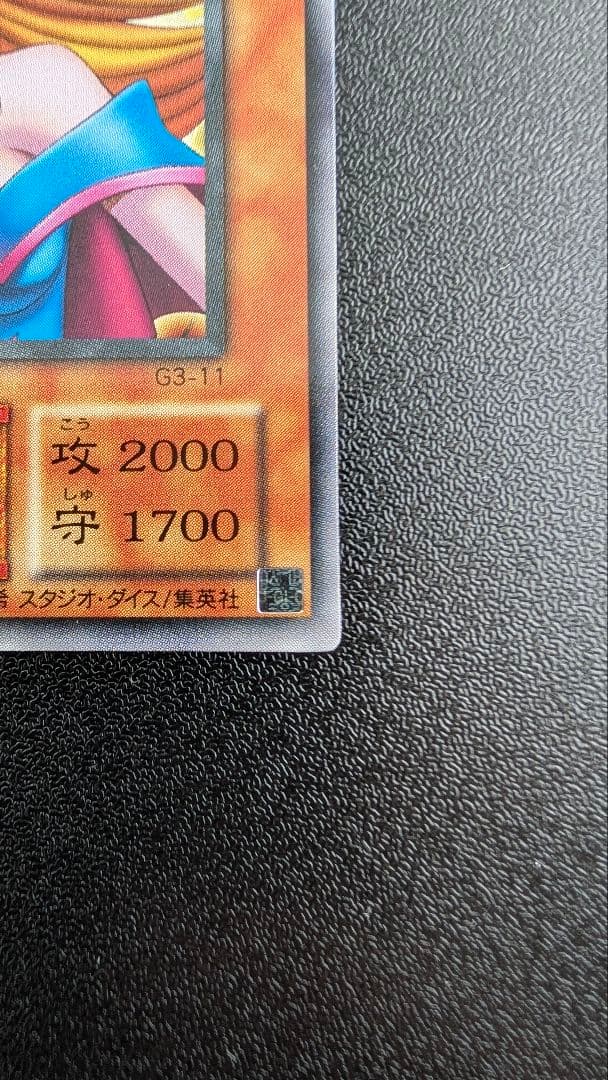 G3-11
こう
攻 2000
しゅ
守 1700
希 スタジオ・ダイス/集英社